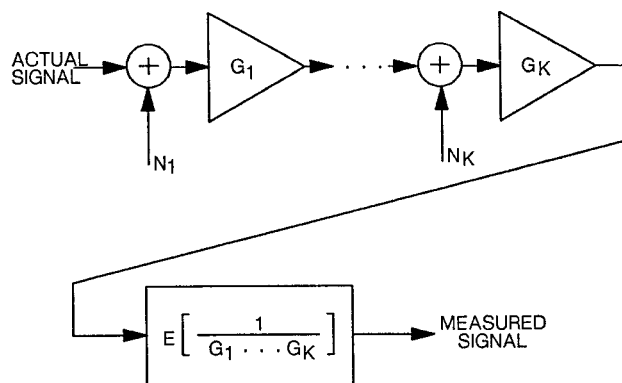 ACTUAL
SIGNAL
+
G1
. . .
+
GK
N1
NK
E [ 1 / G1 . . . GK ]
MEASURED
SIGNAL